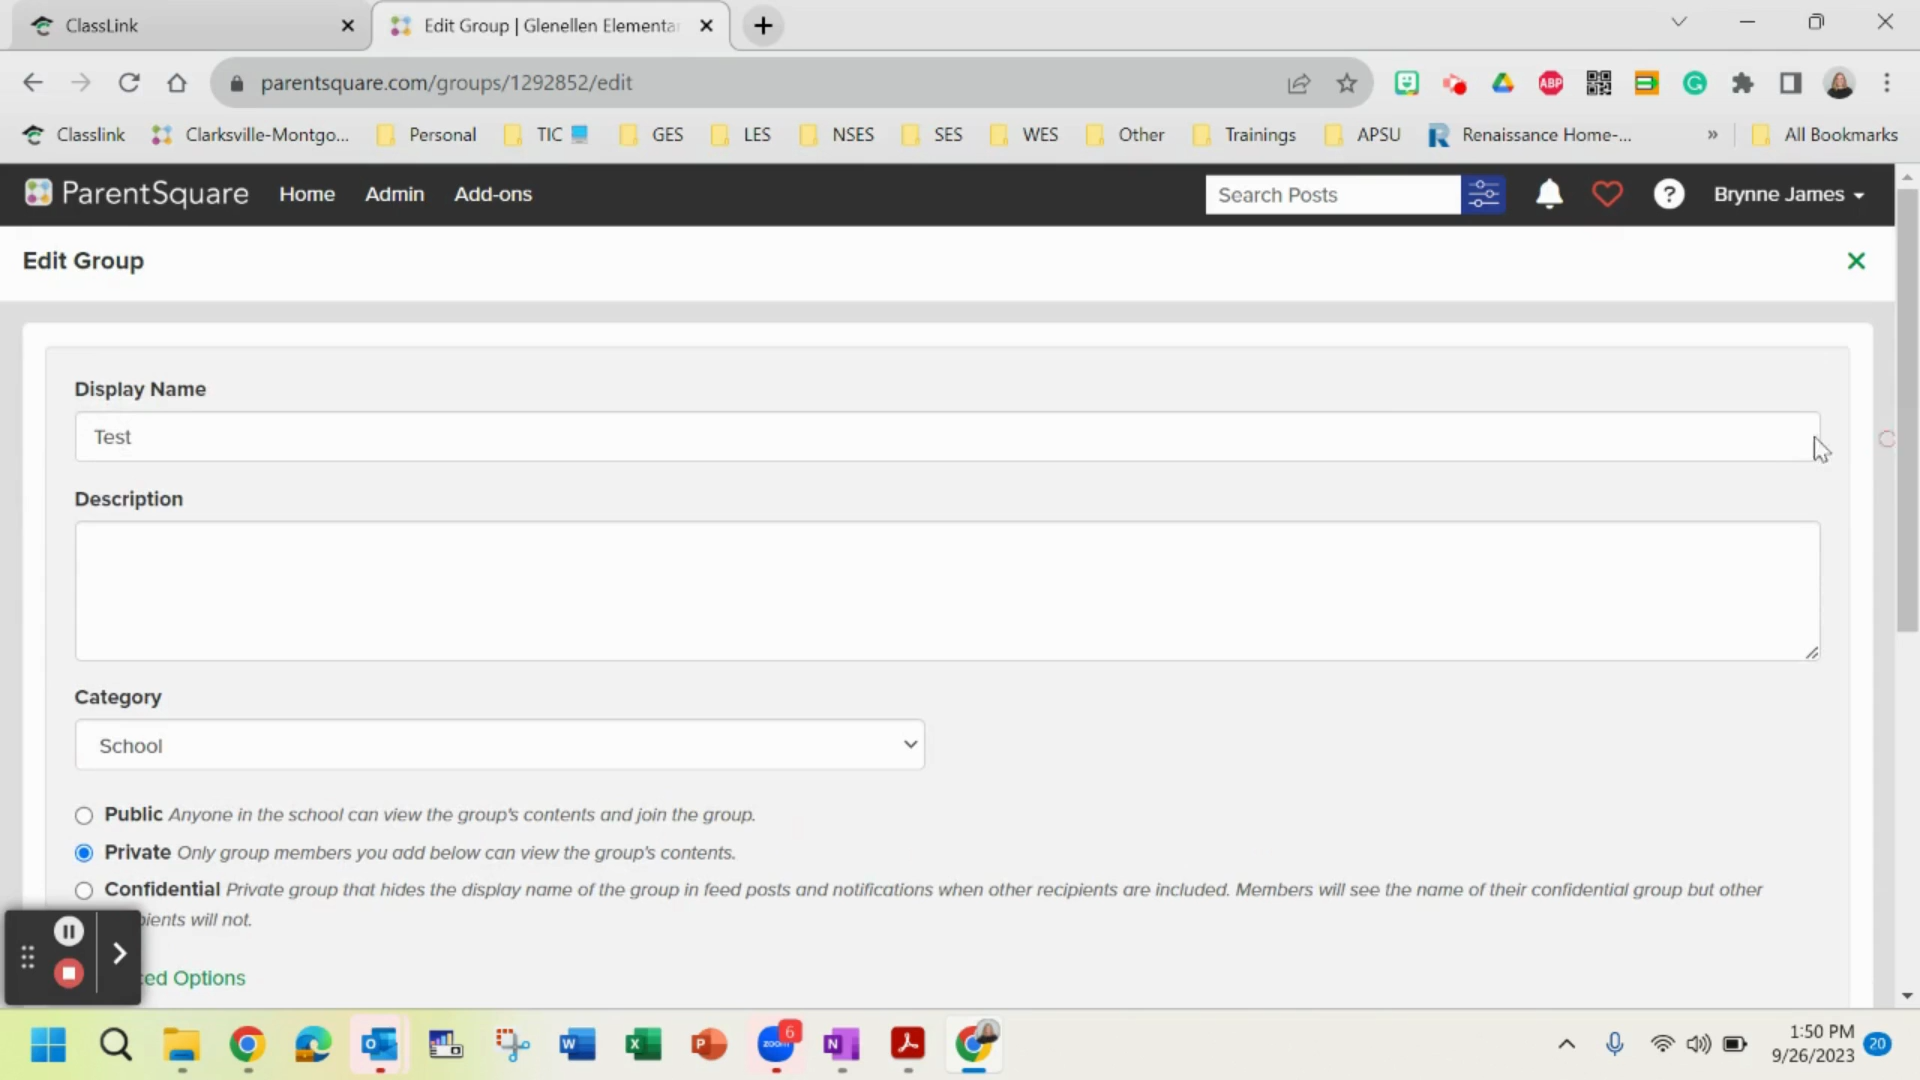 ClassLink
Edit Group | Glenellen Elementa
parentsquare.com/groups/1292852/edit
ABP
Classlink
Clarksville-Montgo...
Personal
TIC
GES
LES
NSES
SES
WES
Other
Trainings
APSU
Renaissance Home-...
»
All Bookmarks
ParentSquare
Home
Admin
Add-ons
Search Posts
?
Brynne James
Edit Group
Display Name
Test
Description
Category
School
Public Anyone in the school can view the group's contents and join the group.
Private Only group members you add below can view the group's contents.
Confidential Private group that hides the display name of the group in feed posts and notifications when other recipients are included. Members will see the name of their confidential group but other
pients will not.
ced Options
zoom
6
1:50 PM
9/26/2023
20